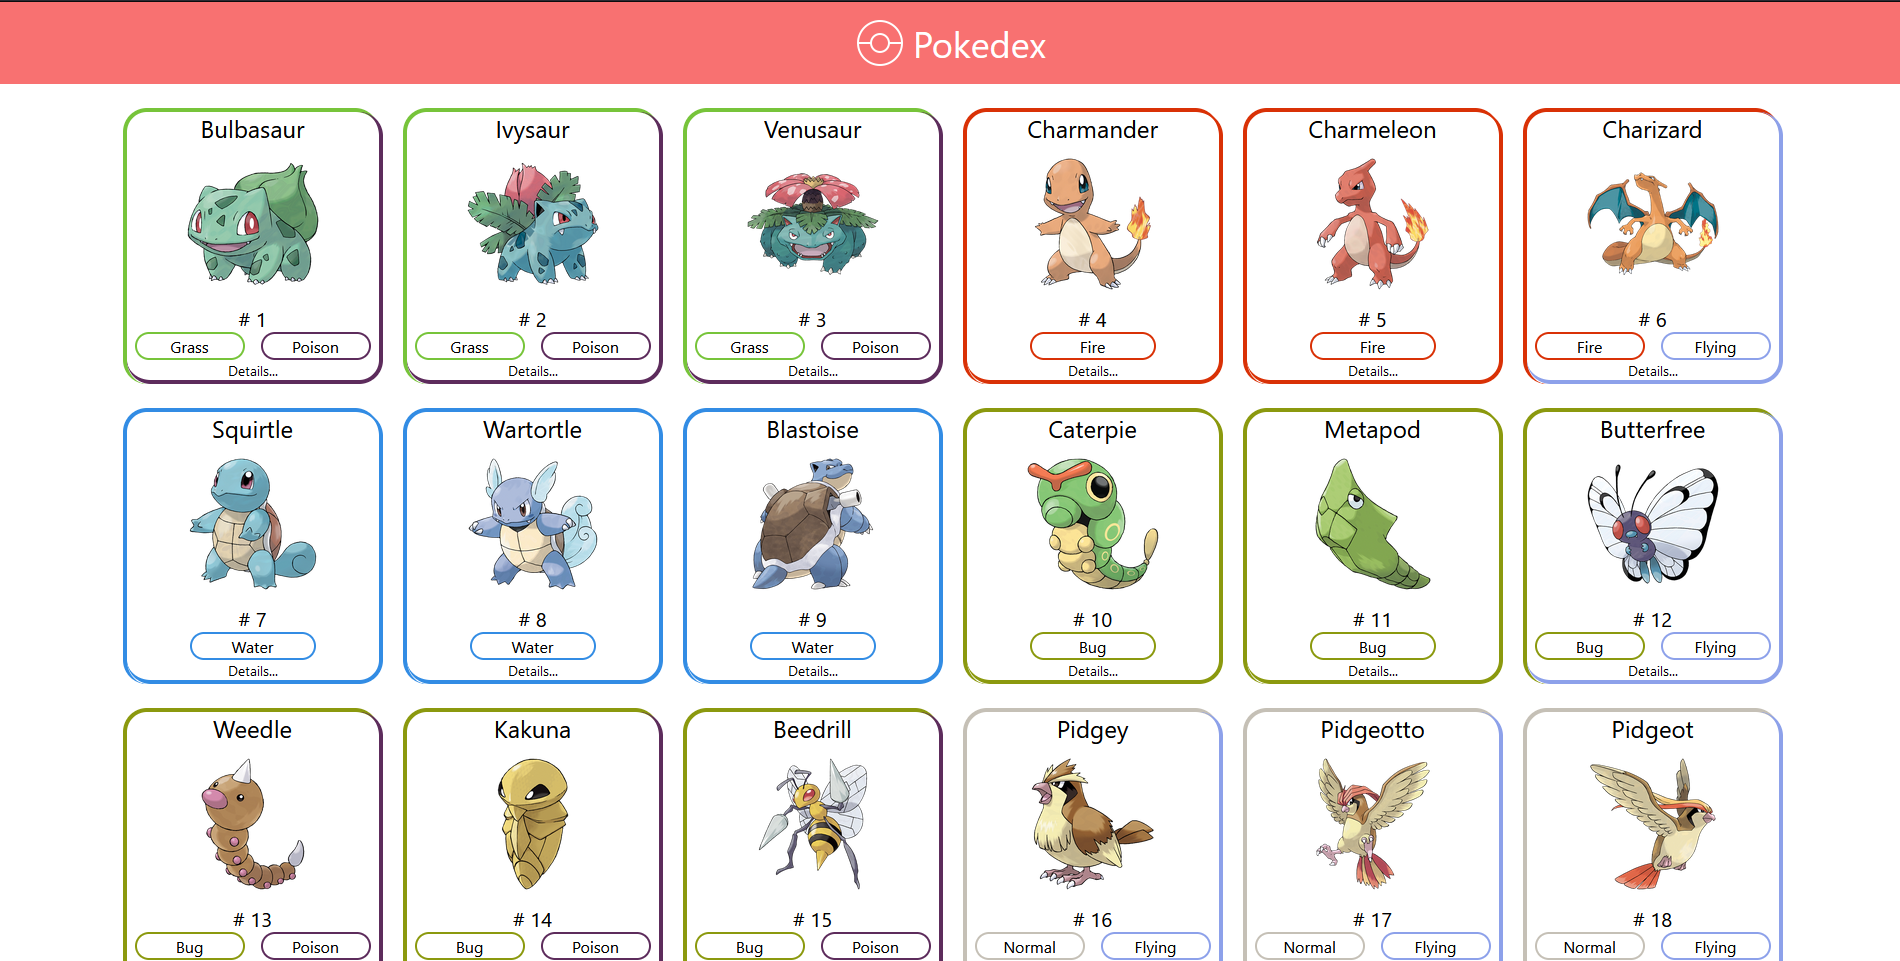 Pokedex
Bulbasaur
# 1
Grass Poison
Details...
Ivysaur
# 2
Grass Poison
Details...
Venusaur
# 3
Grass Poison
Details...
Charmander
# 4
Fire
Details...
Charmeleon
# 5
Fire
Details...
Charizard
# 6
Fire Flying
Details...
Squirtle
# 7
Water
Details...
Wartortle
# 8
Water
Details...
Blastoise
# 9
Water
Details...
Caterpie
# 10
Bug
Details...
Metapod
# 11
Bug
Details...
Butterfree
# 12
Bug Flying
Details...
Weedle
# 13
Bug Poison
Kakuna
# 14
Bug Poison
Beedrill
# 15
Bug Poison
Pidgey
# 16
Normal Flying
Pidgeotto
# 17
Normal Flying
Pidgeot
# 18
Normal Flying